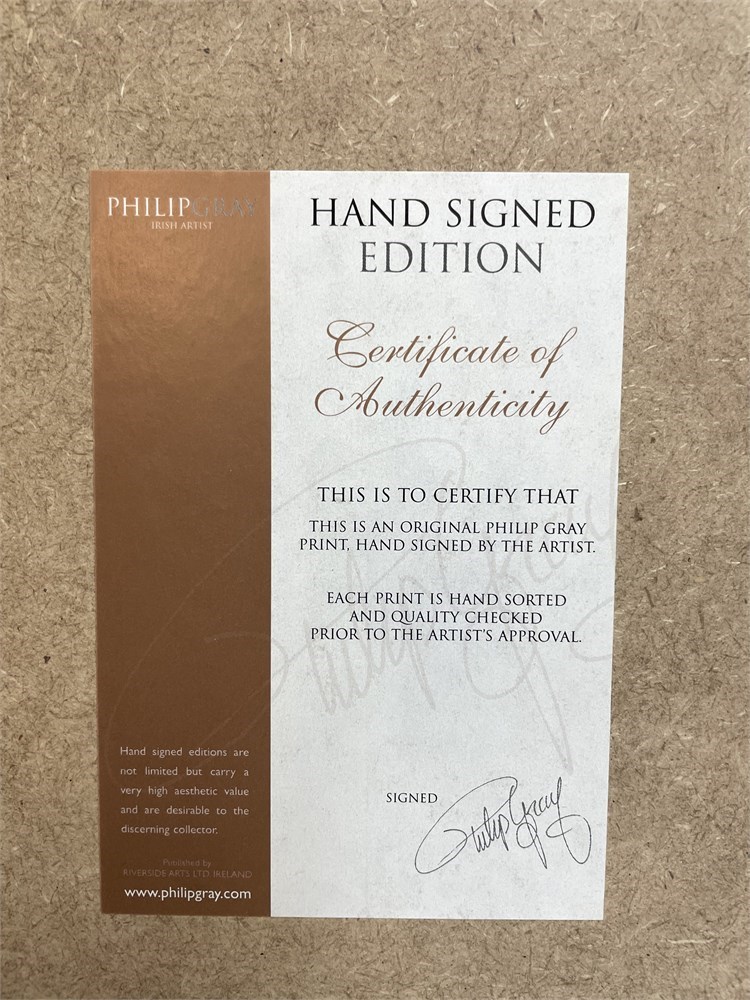 PHILIPGRAY
IRISH ARTIST
HAND SIGNED
EDITION
Certificate of
Authenticity
THIS IS TO CERTIFY THAT
THIS IS AN ORIGINAL PHILIP GRAY
PRINT, HAND SIGNED BY THE ARTIST.
EACH PRINT IS HAND SORTED
AND QUALITY CHECKED
PRIOR TO THE ARTIST'S APPROVAL.
Hand signed editions are
not limited but carry a
very high aesthetic value
and are desirable to the
discerning collector.
Published by
RIVERSIDE ARTS LTD. IRELAND
www.philipgray.com
SIGNED
Philip Gray
Philip Gray